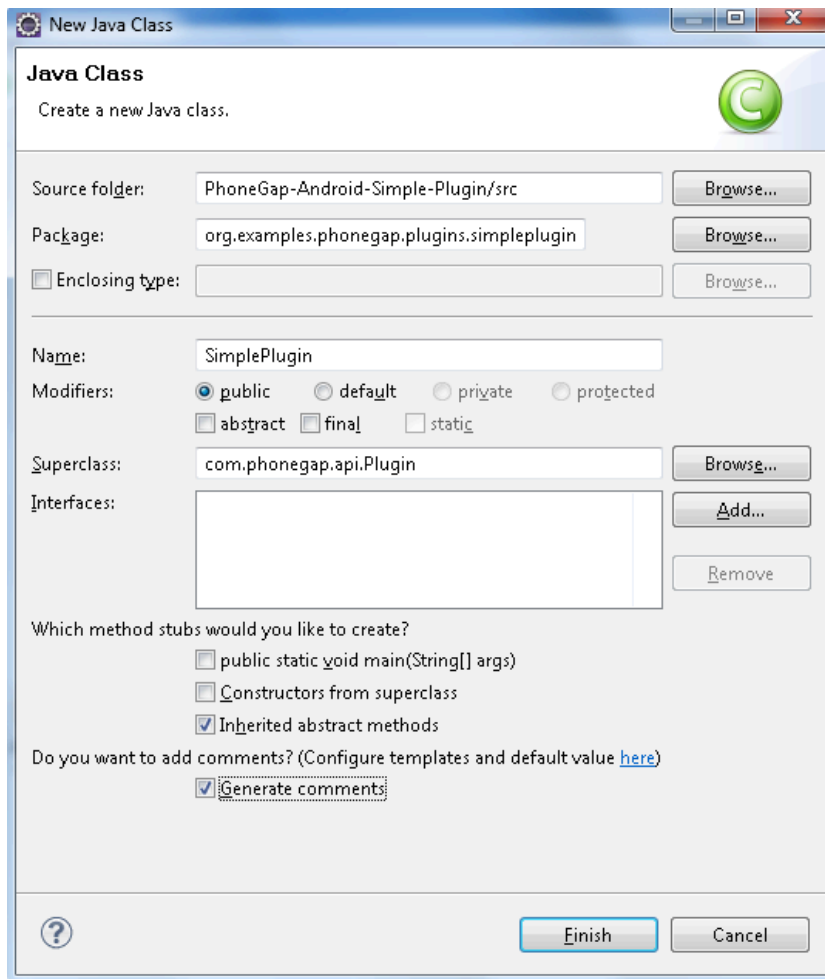 New Java Class
Java Class
Create a new Java class.
C
Source folder: PhoneGap-Android-Simple-Plugin/src Browse...
Package: org.examples.phonegap.plugins.simpleplugin Browse...
Enclosing type: Browse...
Name: SimplePlugin
Modifiers: public default private protected
abstract final static
Superclass: com.phonegap.api.Plugin Browse...
Interfaces: Add...
Remove
Which method stubs would you like to create?
public static void main(String[] args)
Constructors from superclass
Inherited abstract methods
Do you want to add comments? (Configure templates and default value here)
Generate comments
? Finish Cancel